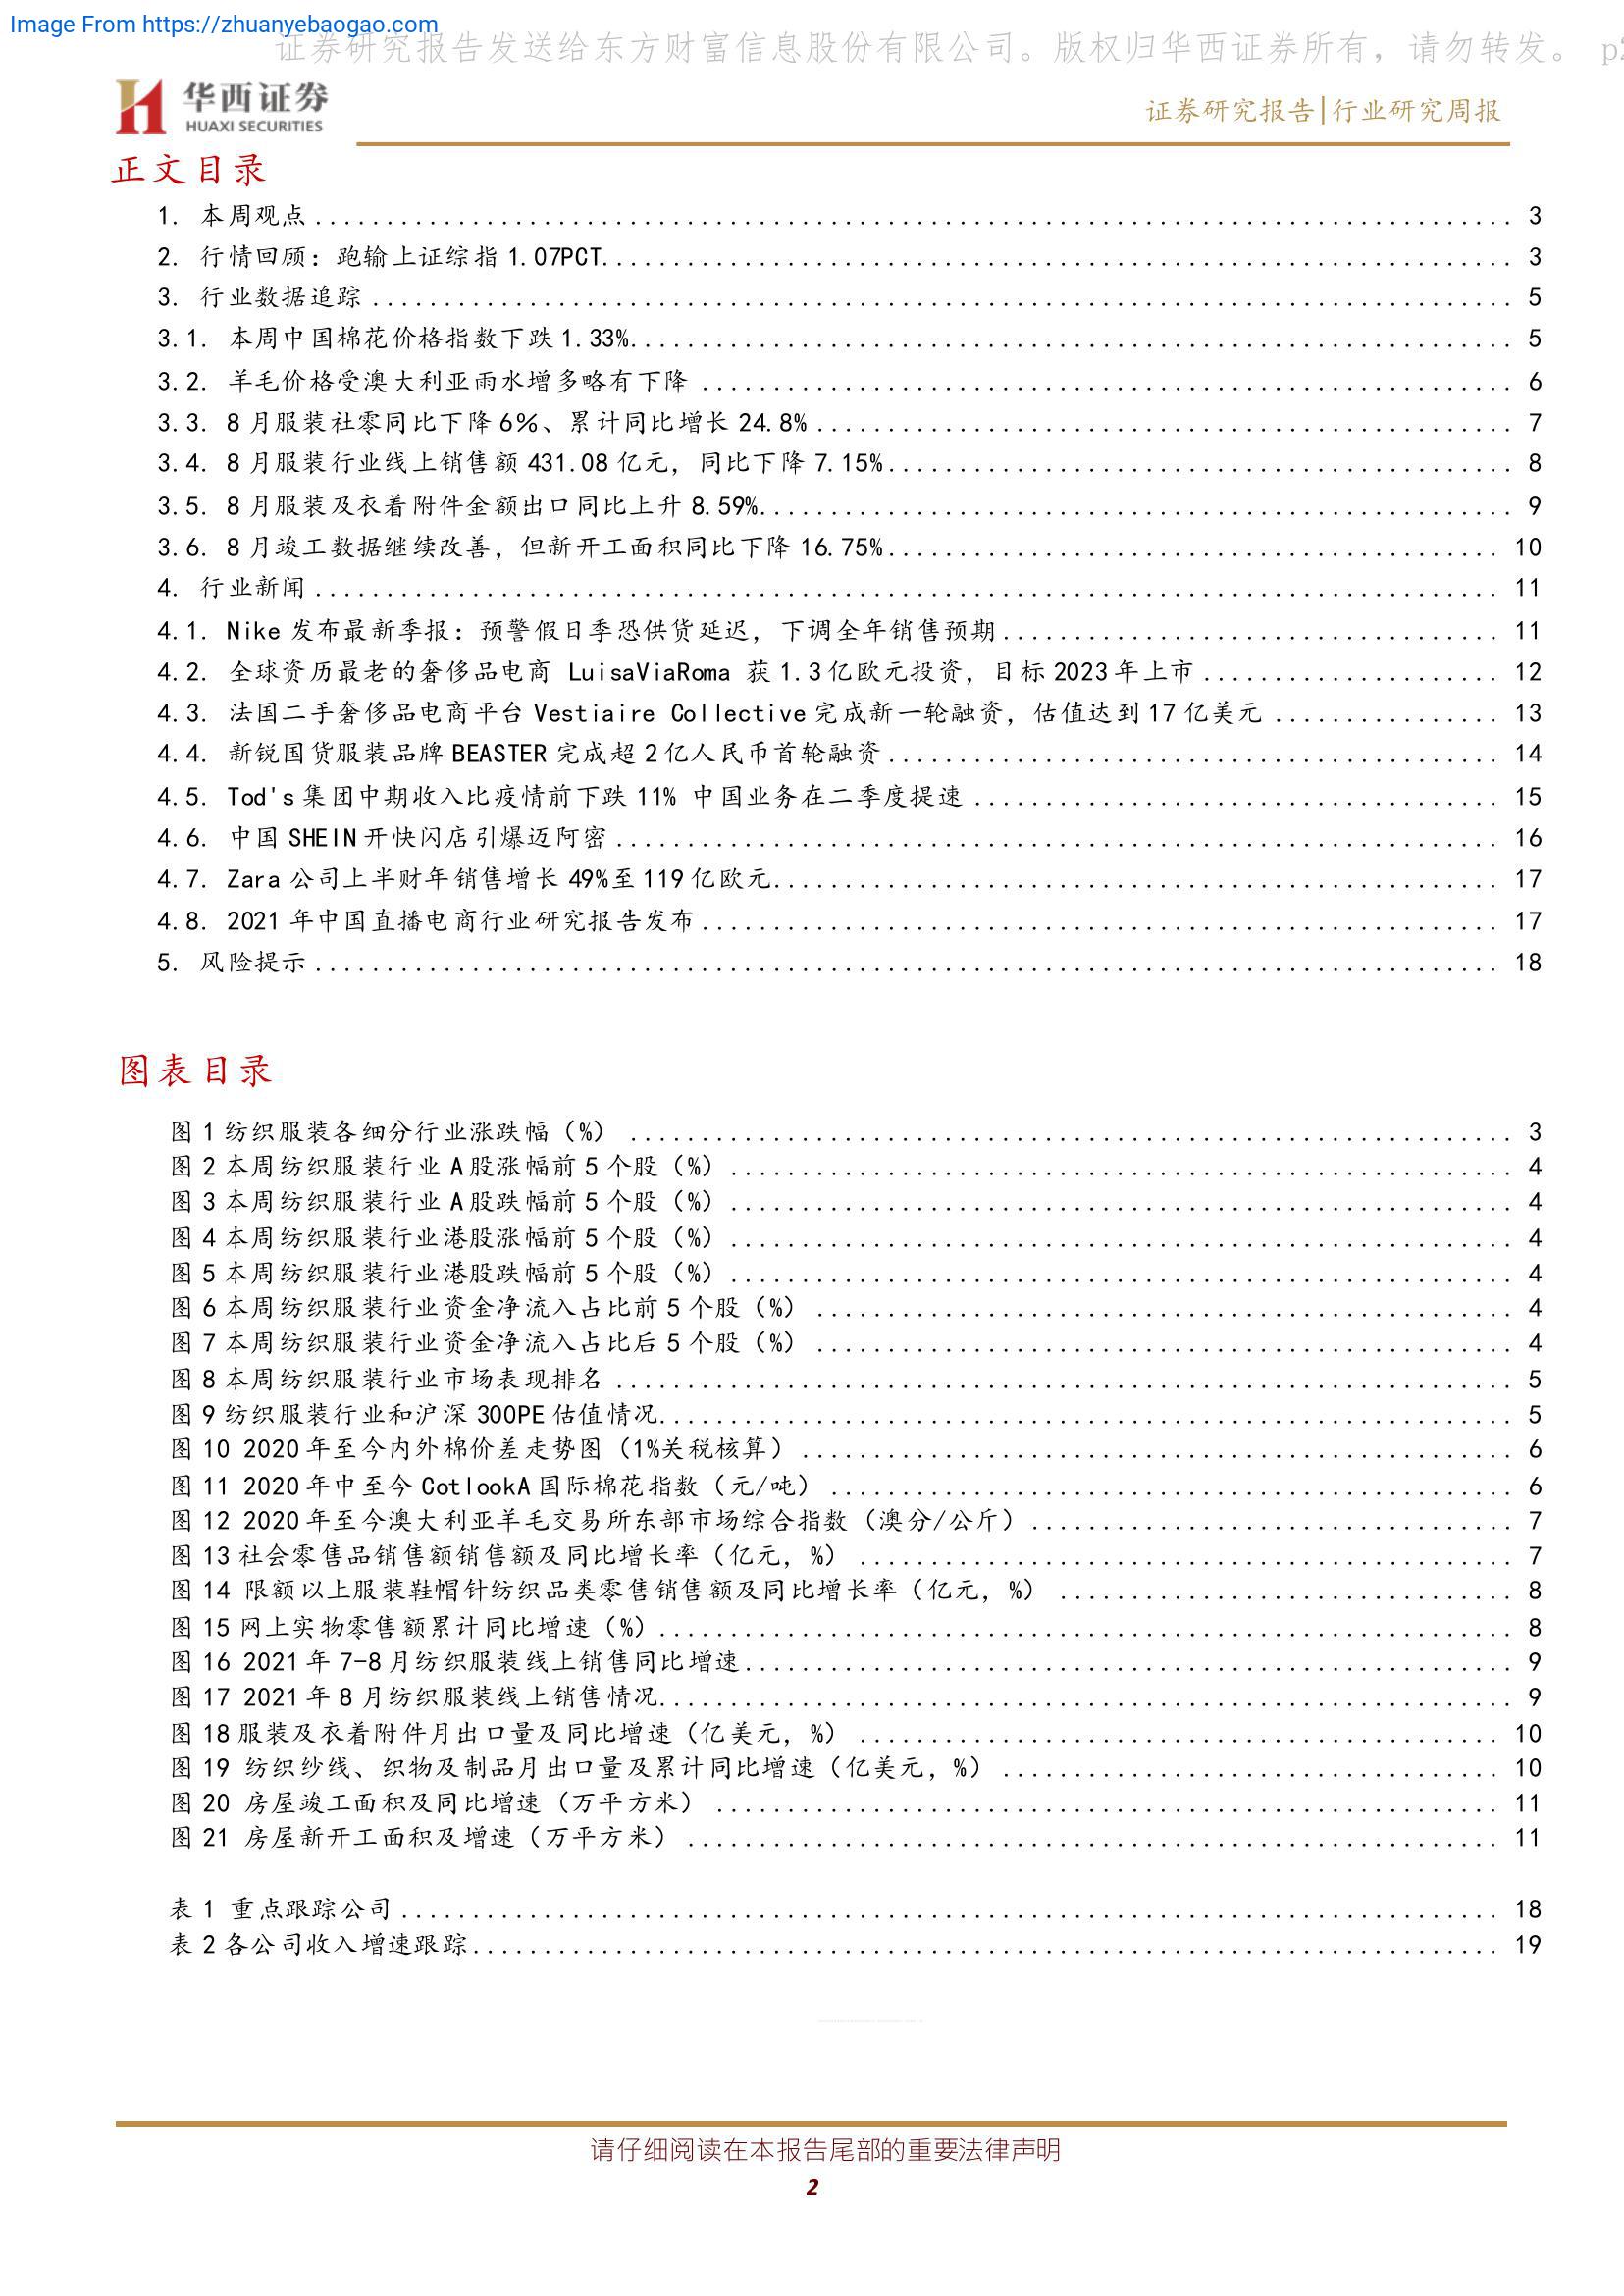 Image From https://zhuanyebaogao.com
证券研究报告发送给东方财富信息股份有限公司。版权归华西证券所有，请勿转发。 p2
华西证券
HUAXI SECURITIES
证券研究报告|行业研究周报
正文目录
1. 本周观点 ........ 3
2. 行情回顾：跑输上证综指 1.07PCT ........ 3
3. 行业数据追踪 ........ 5
3.1. 本周中国棉花价格指数下跌 1.33% ........ 5
3.2. 羊毛价格受澳大利亚雨水增多略有下降 ........ 6
3.3. 8 月服装社零同比下降 6%、累计同比增长 24.8% ........ 7
3.4. 8 月服装行业线上销售额 431.08 亿元，同比下降 7.15% ........ 8
3.5. 8 月服装及衣着附件金额出口同比上升 8.59% ........ 9
3.6. 8 月竣工数据继续改善，但新开工面积同比下降 16.75% ........ 10
4. 行业新闻 ........ 11
4.1. Nike 发布最新季报：预警假日季恐供货延迟，下调全年销售预期 ........ 11
4.2. 全球资历最老的奢侈品电商 LuisaViaRoma 获 1.3 亿欧元投资，目标 2023 年上市 ........ 12
4.3. 法国二手奢侈品电商平台 Vestiaire Collective 完成新一轮融资，估值达到 17 亿美元 ........ 13
4.4. 新锐国货服装品牌 BEASTER 完成超 2 亿人民币首轮融资 ........ 14
4.5. Tod's 集团中期收入比疫情前下跌 11% 中国业务在二季度提速 ........ 15
4.6. 中国 SHEIN 开快闪店引爆迈阿密 ........ 16
4.7. Zara 公司上半财年销售增长 49%至 119 亿欧元 ........ 17
4.8. 2021 年中国直播电商行业研究报告发布 ........ 17
5. 风险提示 ........ 18
图表目录
图 1 纺织服装各细分行业涨跌幅（%） ........ 3
图 2 本周纺织服装行业 A 股涨幅前 5 个股（%） ........ 4
图 3 本周纺织服装行业 A 股跌幅前 5 个股（%） ........ 4
图 4 本周纺织服装行业港股涨幅前 5 个股（%） ........ 4
图 5 本周纺织服装行业港股跌幅前 5 个股（%） ........ 4
图 6 本周纺织服装行业资金净流入占比前 5 个股（%） ........ 4
图 7 本周纺织服装行业资金净流入占比后 5 个股（%） ........ 4
图 8 本周纺织服装行业市场表现排名 ........ 5
图 9 纺织服装行业和沪深 300PE 估值情况 ........ 5
图 10 2020 年至今内外棉价差走势图（1%关税核算） ........ 6
图 11 2020 年中至今 CotlookA 国际棉花指数（元/吨） ........ 6
图 12 2020 年至今澳大利亚羊毛交易所东部市场综合指数（澳分/公斤） ........ 7
图 13 社会零售品销售额销售额及同比增长率（亿元，%） ........ 7
图 14 限额以上服装鞋帽针纺织品类零售销售额及同比增长率（亿元，%） ........ 8
图 15 网上实物零售额累计同比增速（%） ........ 8
图 16 2021 年 7-8 月纺织服装线上销售同比增速 ........ 9
图 17 2021 年 8 月纺织服装线上销售情况 ........ 9
图 18 服装及衣着附件月出口量及同比增速（亿美元，%） ........ 10
图 19 纺织纱线、织物及制品月出口量及累计同比增速（亿美元，%） ........ 10
图 20 房屋竣工面积及同比增速（万平方米） ........ 11
图 21 房屋新开工面积及增速（万平方米） ........ 11
表 1 重点跟踪公司 ........ 18
表 2 各公司收入增速跟踪 ........ 19
请仔细阅读在本报告尾部的重要法律声明
2